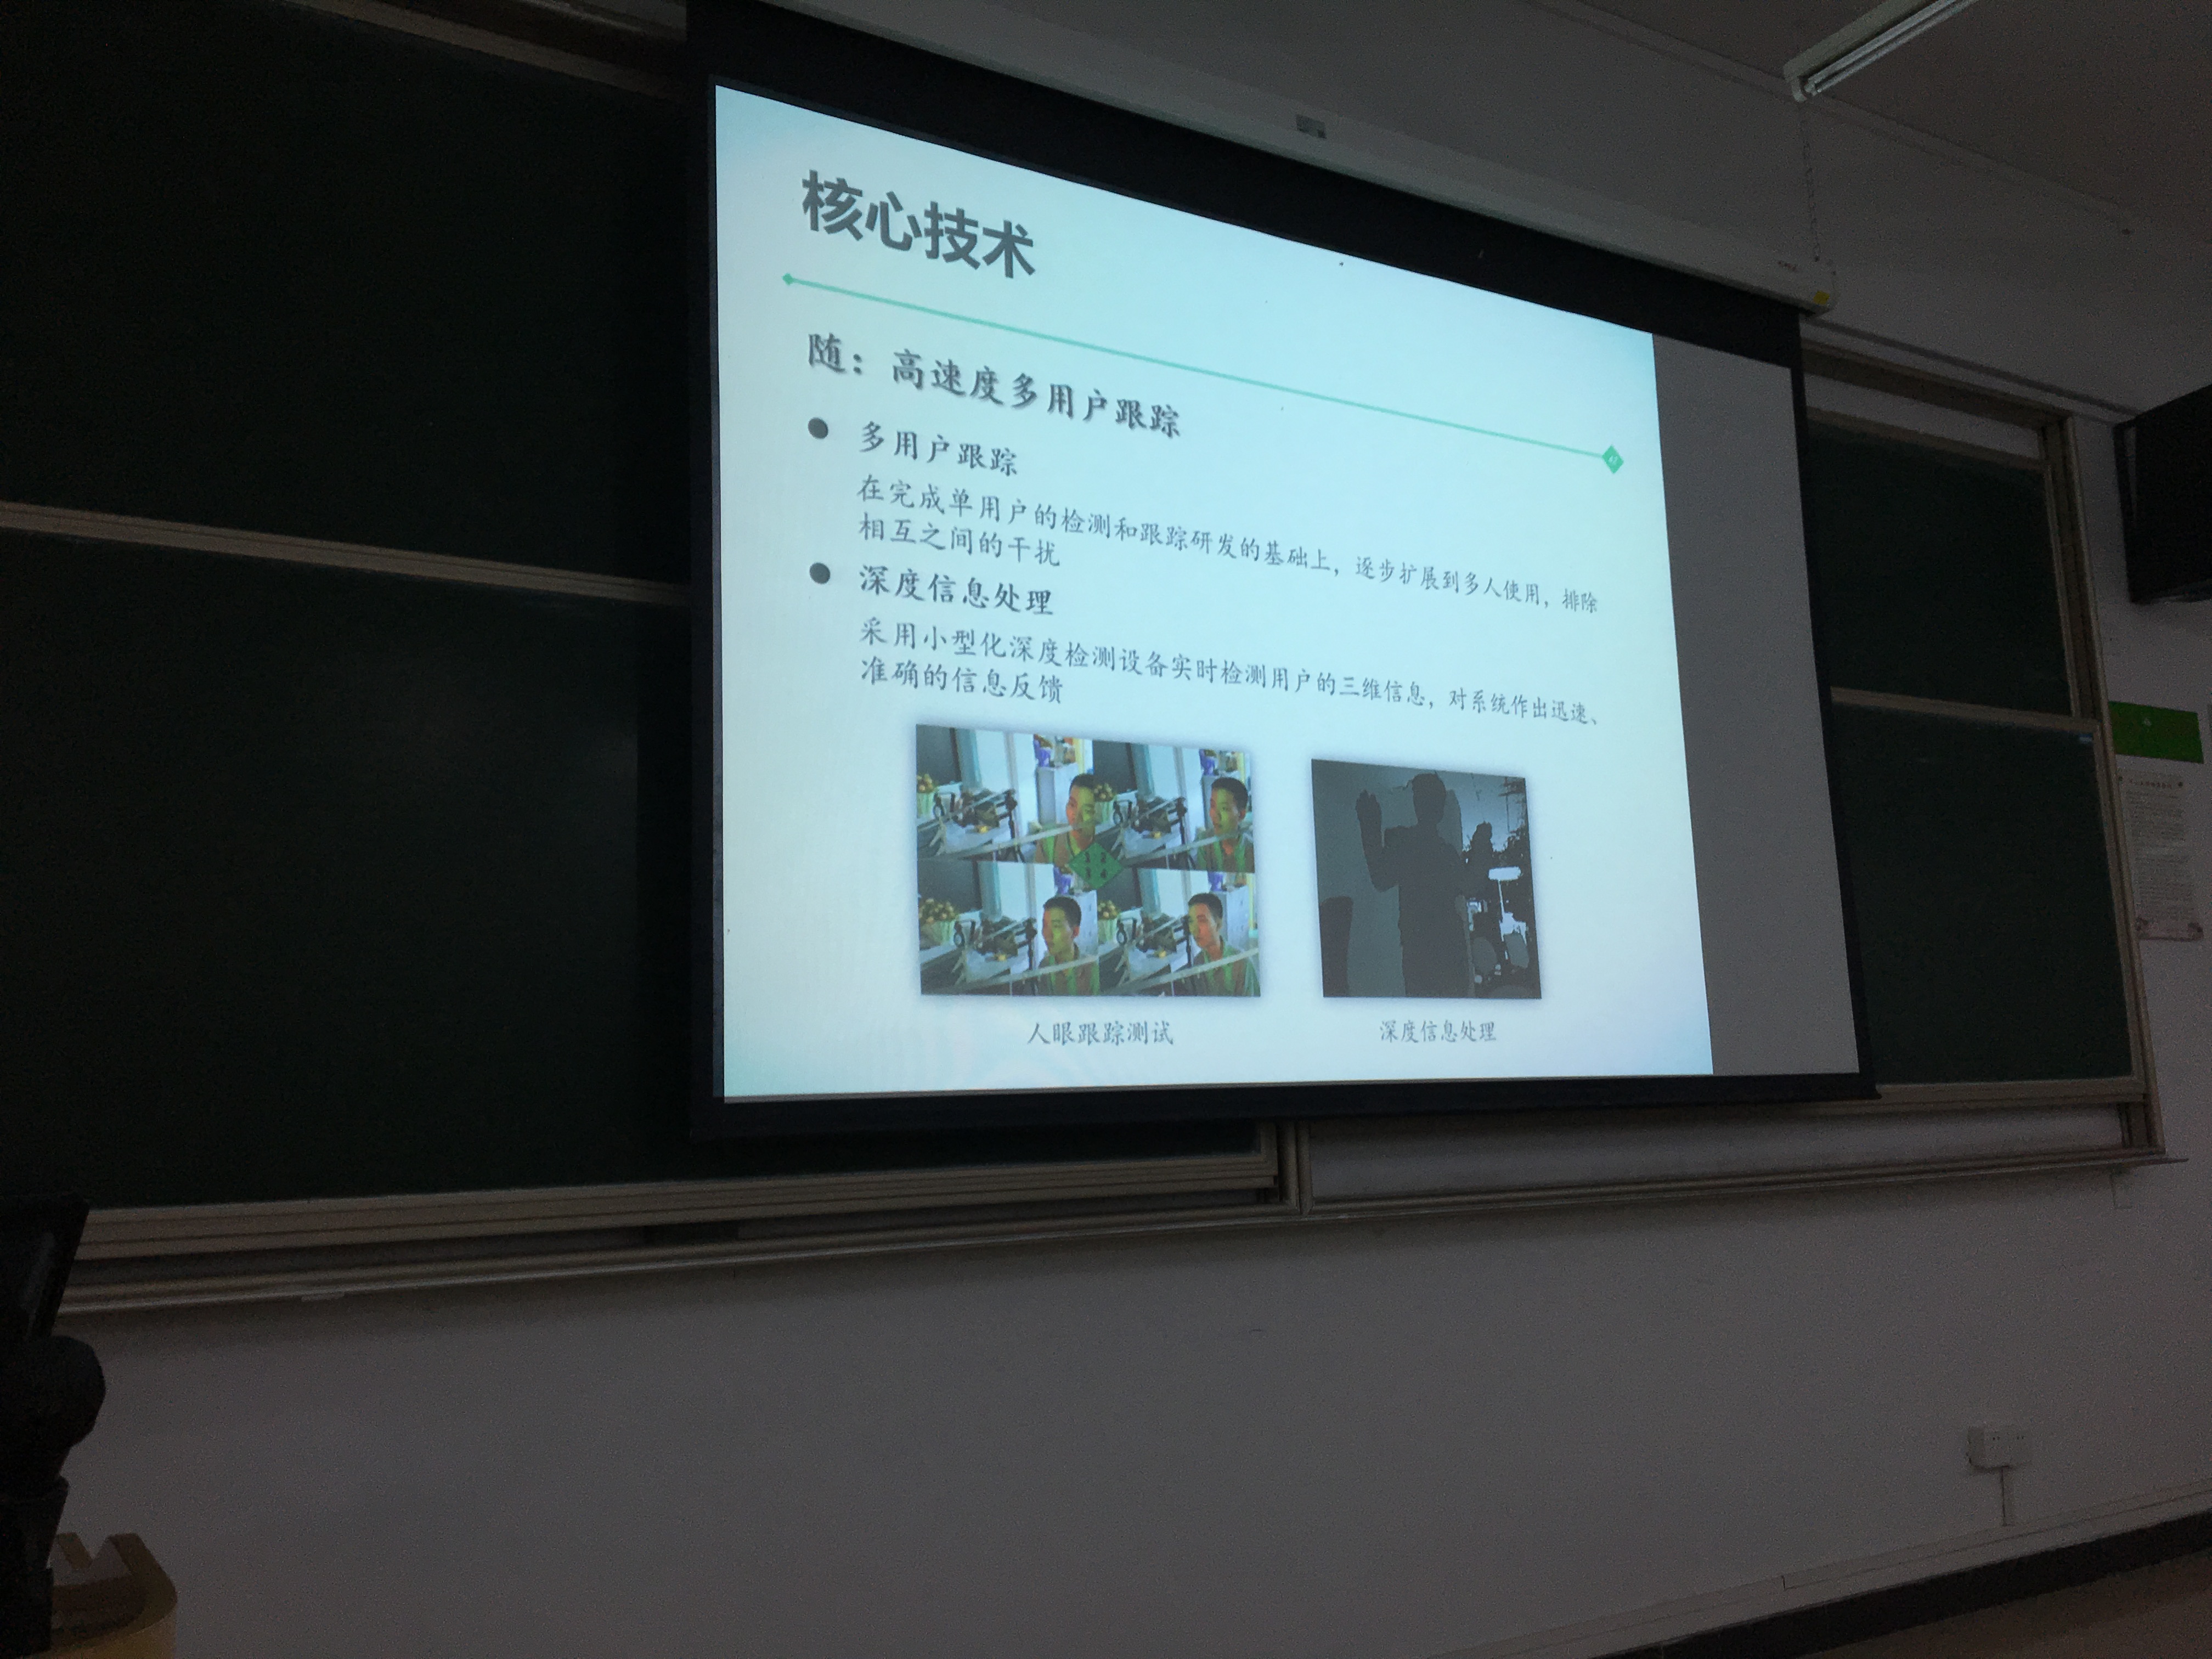 核心技术
随：高速度多用户跟踪
多用户跟踪
在完成单用户的检测和跟踪研发的基础上，逐步扩展到多人使用，排除
相互之间的干扰
深度信息处理
采用小型化深度检测设备实时检测用户的三维信息，对系统作出迅速、
准确的信息反馈
人眼跟踪测试
深度信息处理